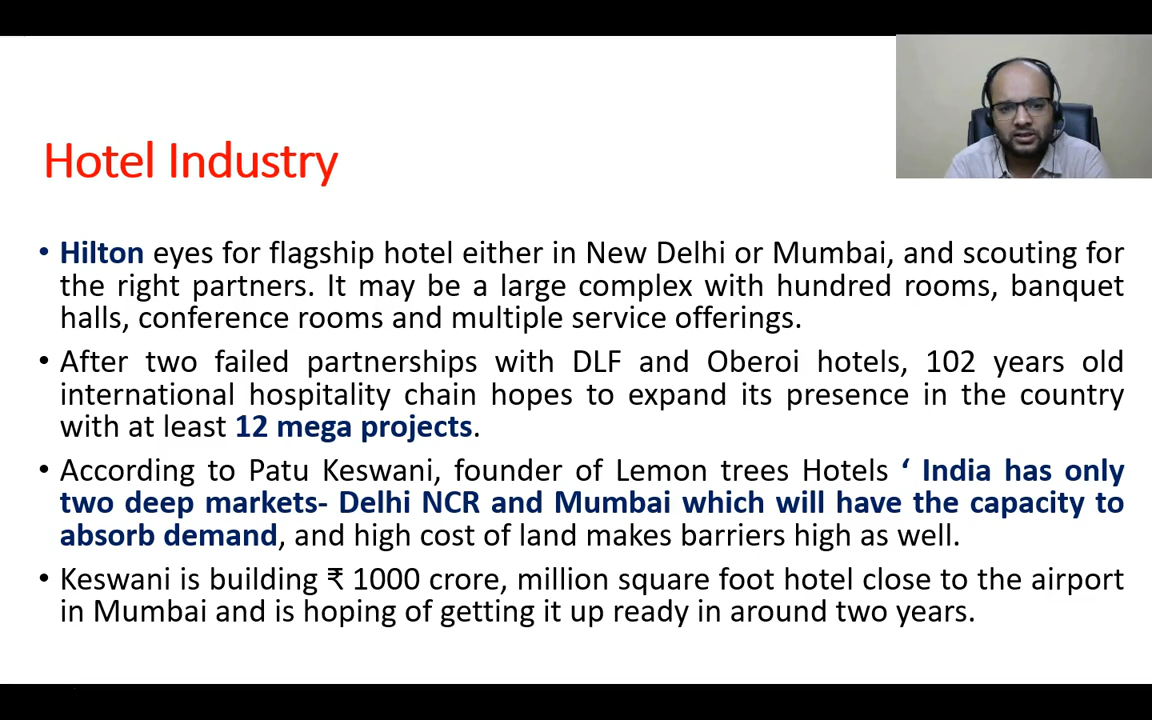 Hotel Industry
• Hilton eyes for flagship hotel either in New Delhi or Mumbai, and scouting for
the right partners. It may be a large complex with hundred rooms, banquet
halls, conference rooms and multiple service offerings.
• After two failed partnerships with DLF and Oberoi hotels, 102 years old
international hospitality chain hopes to expand its presence in the country
with at least 12 mega projects.
• According to Patu Keswani, founder of Lemon trees Hotels ‘ India has only
two deep markets- Delhi NCR and Mumbai which will have the capacity to
absorb demand, and high cost of land makes barriers high as well.
• Keswani is building ₹ 1000 crore, million square foot hotel close to the airport
in Mumbai and is hoping of getting it up ready in around two years.